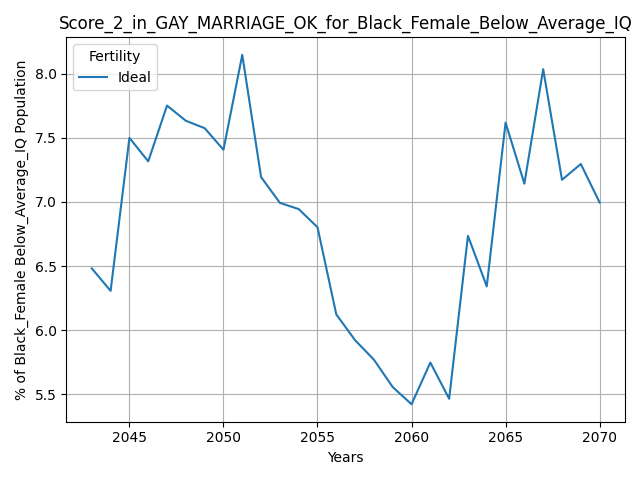 Score_2_in_GAY_MARRIAGE_OK_for_Black_Female_Below_Average_IQ
Fertility
Ideal
% of Black_Female Below_Average_IQ Population
8.0
7.5
7.0
6.5
6.0
5.5
2045 2050 2055 2060 2065 2070
Years